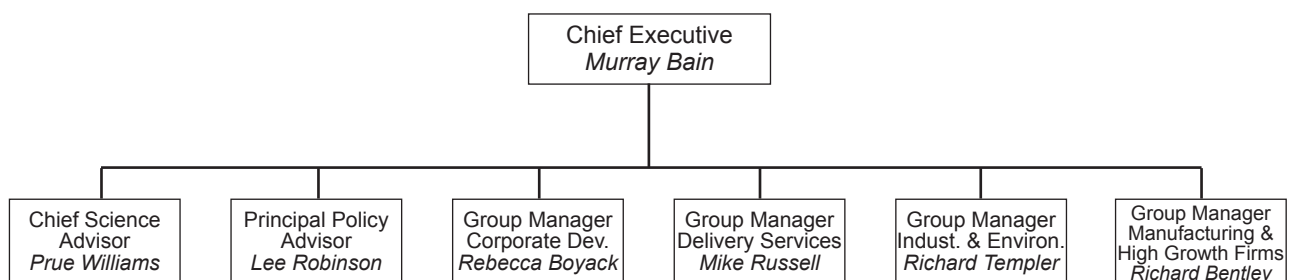 Chief Executive
Murray Bain
Chief Science
Advisor
Prue Williams
Principal Policy
Advisor
Lee Robinson
Group Manager
Corporate Dev.
Rebecca Boyack
Group Manager
Delivery Services
Mike Russell
Group Manager
Indust. & Environ.
Richard Templer
Group Manager
Manufacturing &
High Growth Firms
Richard Bentley